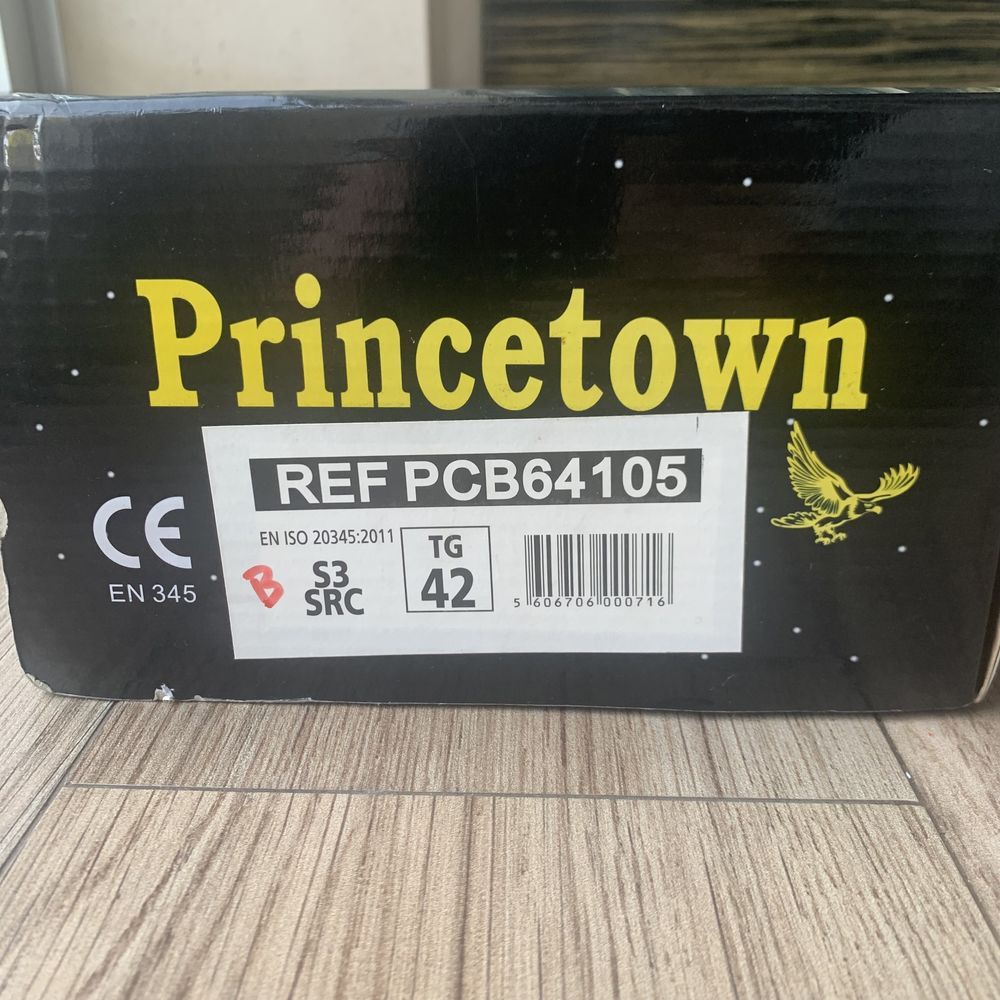 Princetown
REF PCB64105
CE
EN 345
EN ISO 20345:2011
B
S3
SRC
TG
42
5 606706 000716